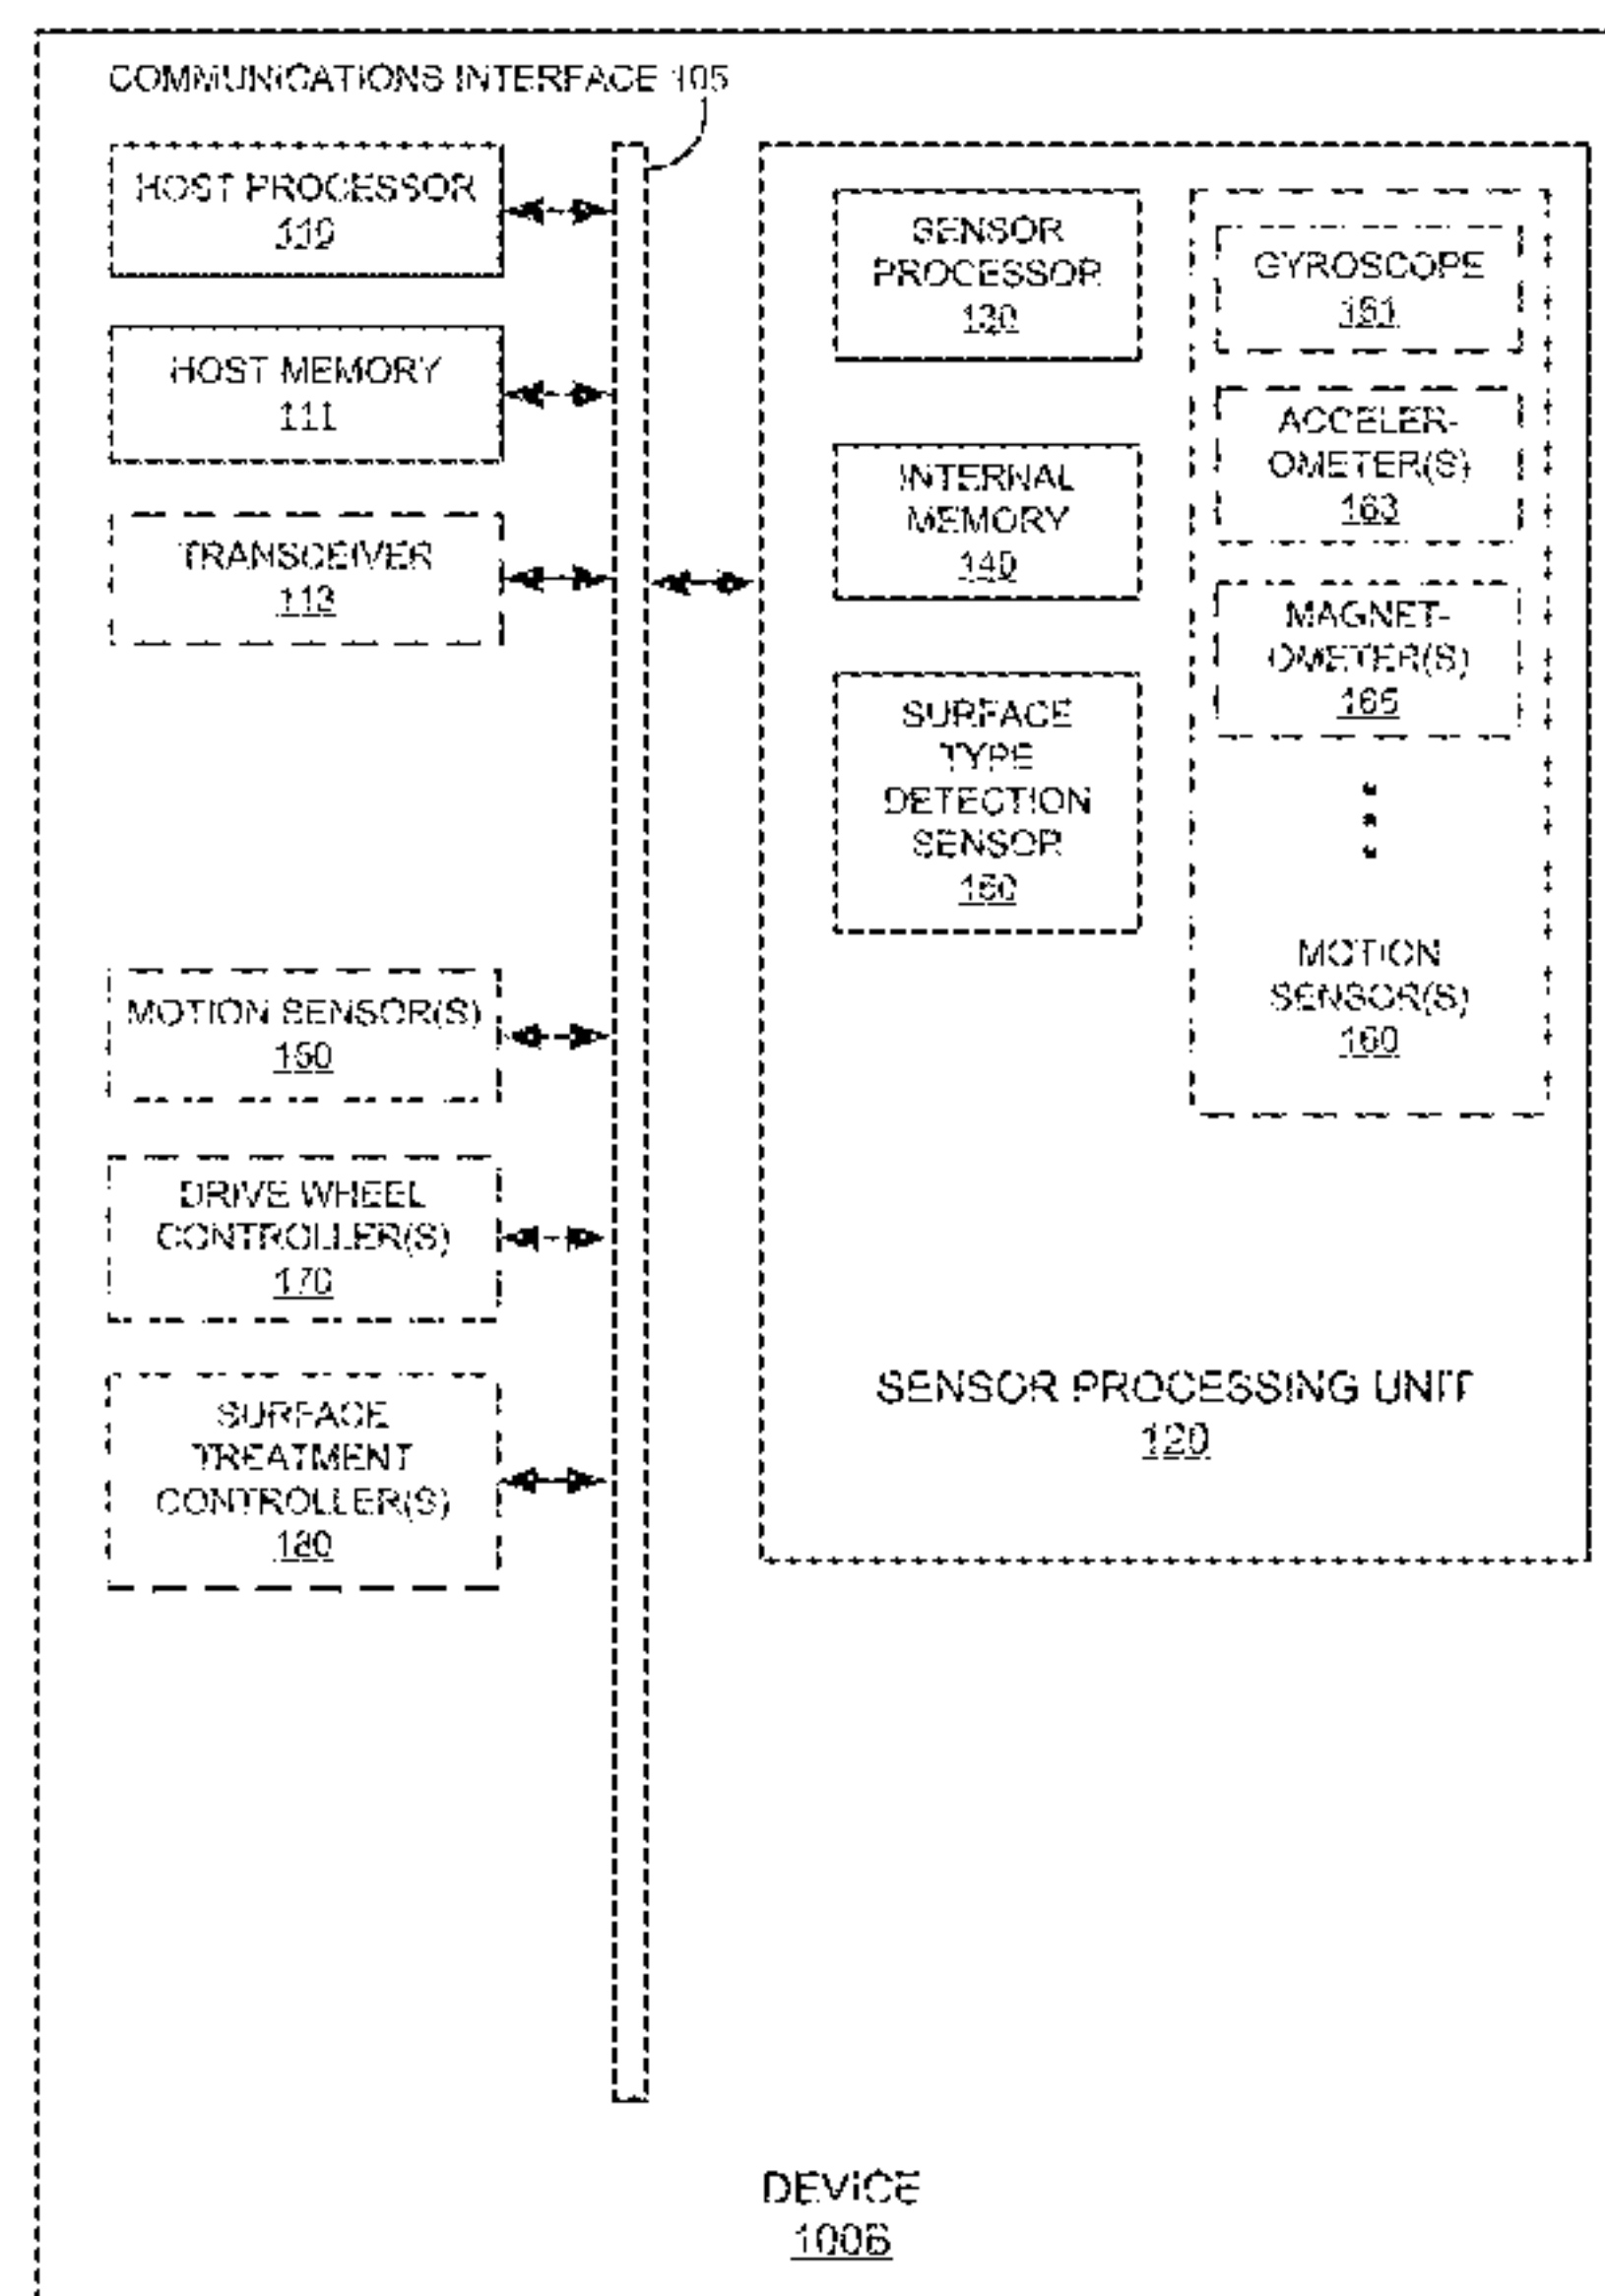 COMMUNICATIONS INTERFACE 105
HOST PROCESSOR
110
HOST MEMORY
111
TRANSCEIVER
113
MOTION SENSOR(S)
DRIVE WHEEL
CONTROLLER(S)
170
SURFACE
TREATMENT
CONTROLLER(S)
180
SENSOR
PROCESSOR
130
INTERNAL
MEMORY
140
SURFACE
TYPE
DETECTION
SENSOR
GYROSCOPE
161
ACCELER-
OMETER(S)
163
MAGNET-
OMETER(S)
165
MOTION
SENSOR(S)
160
SENSOR PROCESSING UNIT
120
DEVICE
100B